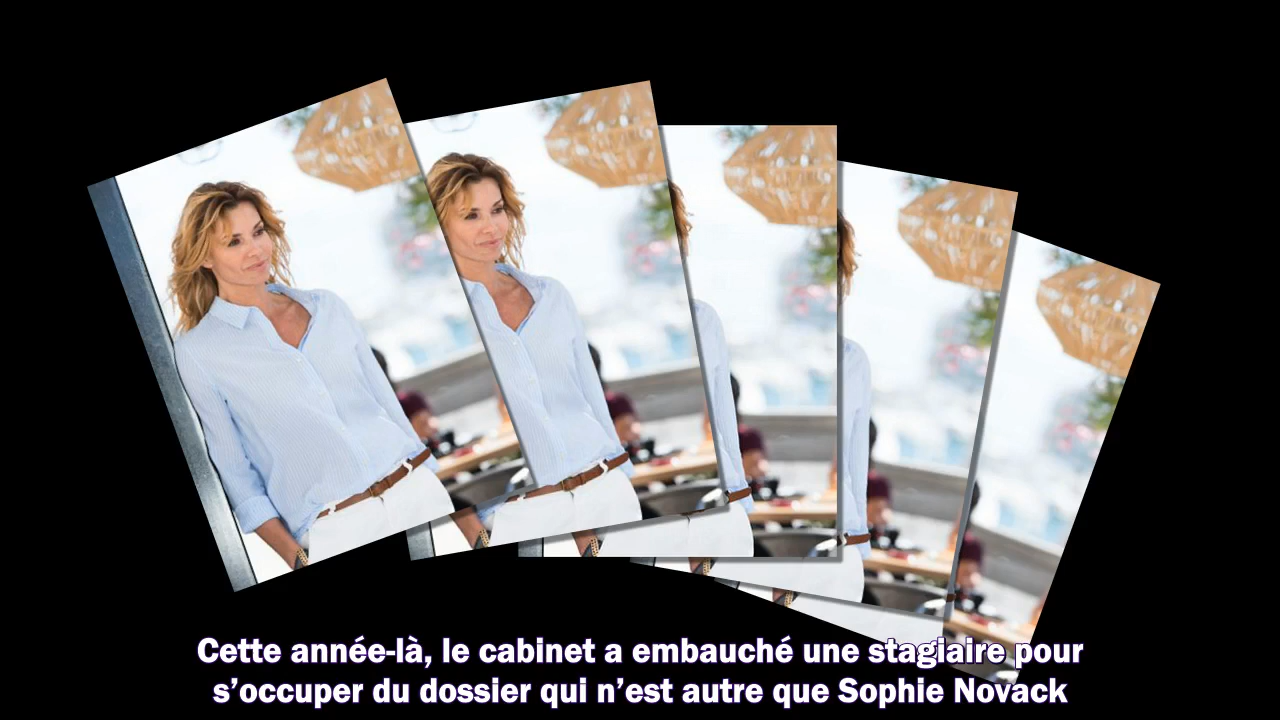 Cette année-là, le cabinet a embauché une stagiaire pour
s’occuper du dossier qui n’est autre que Sophie Novack